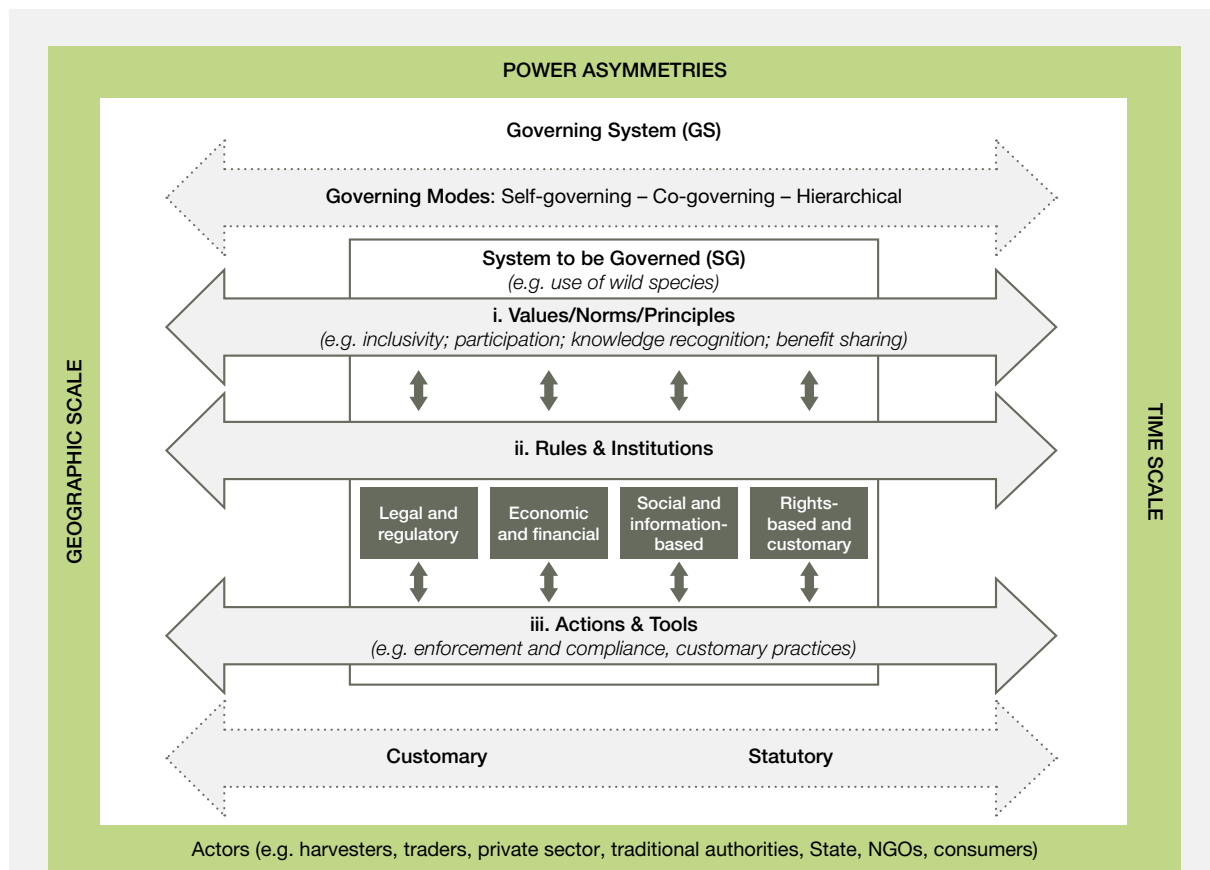 POWER ASYMMETRIES
Governing System (GS)
Governing Modes: Self-governing – Co-governing – Hierarchical
System to be Governed (SG)
(e.g. use of wild species)
i. Values/Norms/Principles
(e.g. inclusivity; participation; knowledge recognition; benefit sharing)
GEOGRAPHIC SCALE
TIME SCALE
ii. Rules & Institutions
Legal and
regulatory
Economic
and financial
Social and
information-
based
Rights-
based and
customary
iii. Actions & Tools
(e.g. enforcement and compliance, customary practices)
Customary
Statutory
Actors (e.g. harvesters, traders, private sector, traditional authorities, State, NGOs, consumers)